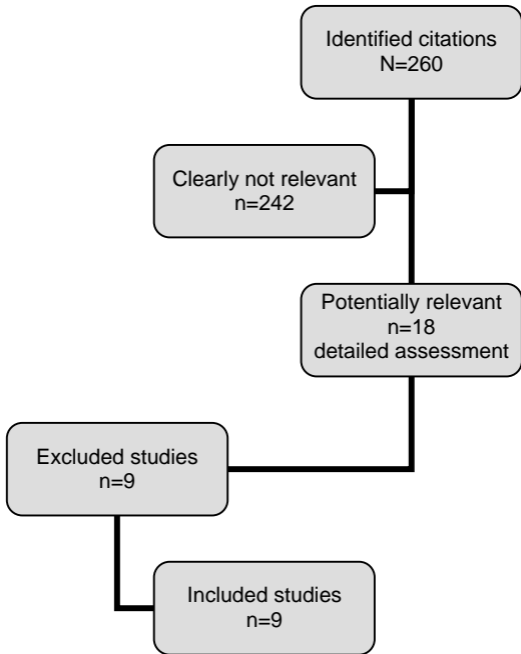 Identified citations
N=260
Clearly not relevant
n=242
Potentially relevant
n=18
detailed assessment
Excluded studies
n=9
Included studies
n=9